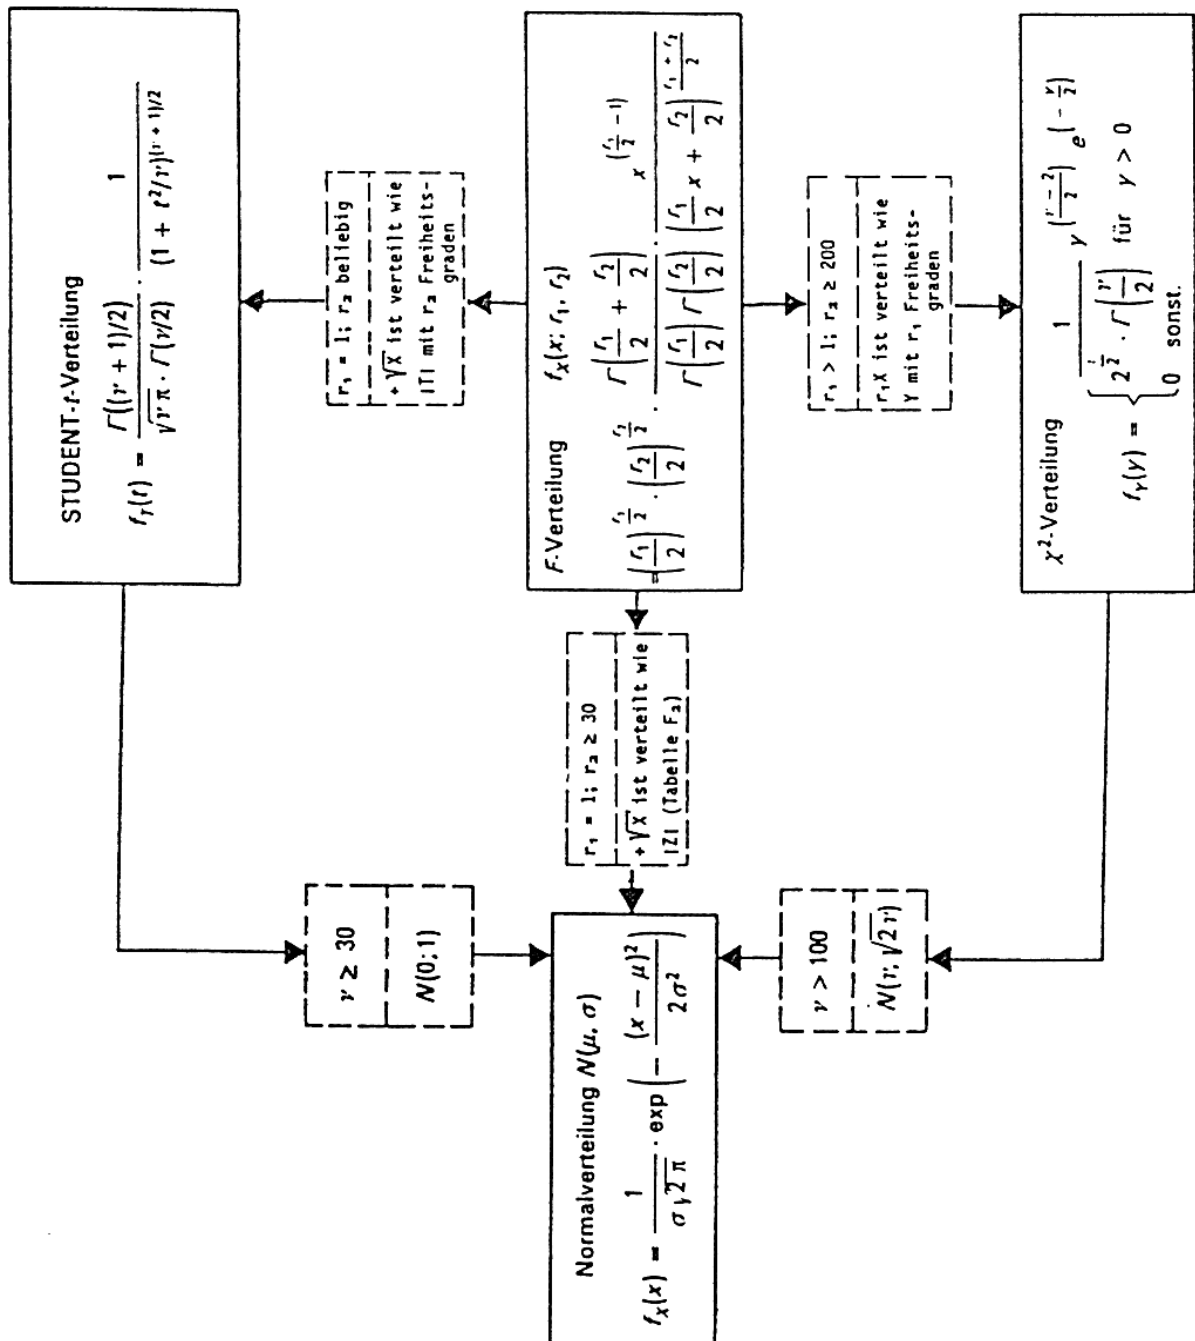 STUDENT-t-Verteilung
f_T(t) = Γ((ν + 1)/2) / (√(νπ) · Γ(ν/2)) · 1 / (1 + t²/ν)^((ν + 1)/2)
r₁ = 1; r₂ beliebig
+ √X ist verteilt wie
|T| mit r₂ Freiheits-
graden
F-Verteilung f_X(x; r₁, r₂)
= (r₁/2)^(r₁/2) · (r₂/2)^(r₂/2) · Γ(r₁/2 + r₂/2) / (Γ(r₁/2) Γ(r₂/2)) · x^(r₁/2 − 1) / (r₁/2 x + r₂/2)^((r₁ + r₂)/2)
r₁ > 1; r₂ ≥ 200
r₁X ist verteilt wie
Y mit r₁ Freiheits-
graden
χ²-Verteilung
f_Y(y) = { 1 / (2^(ν/2) · Γ(ν/2)) y^((ν − 2)/2) e^(− y/2) für y > 0
0 sonst.
r₁ = 1; r₂ ≥ 30
+ √X ist verteilt wie
|Z| (Tabelle F₂)
ν ≥ 30
N(0; 1)
Normalverteilung N(μ, σ)
f_X(x) = 1 / (σ√(2π)) · exp(− (x − μ)² / 2σ²)
ν > 100
N(ν; √(2ν))